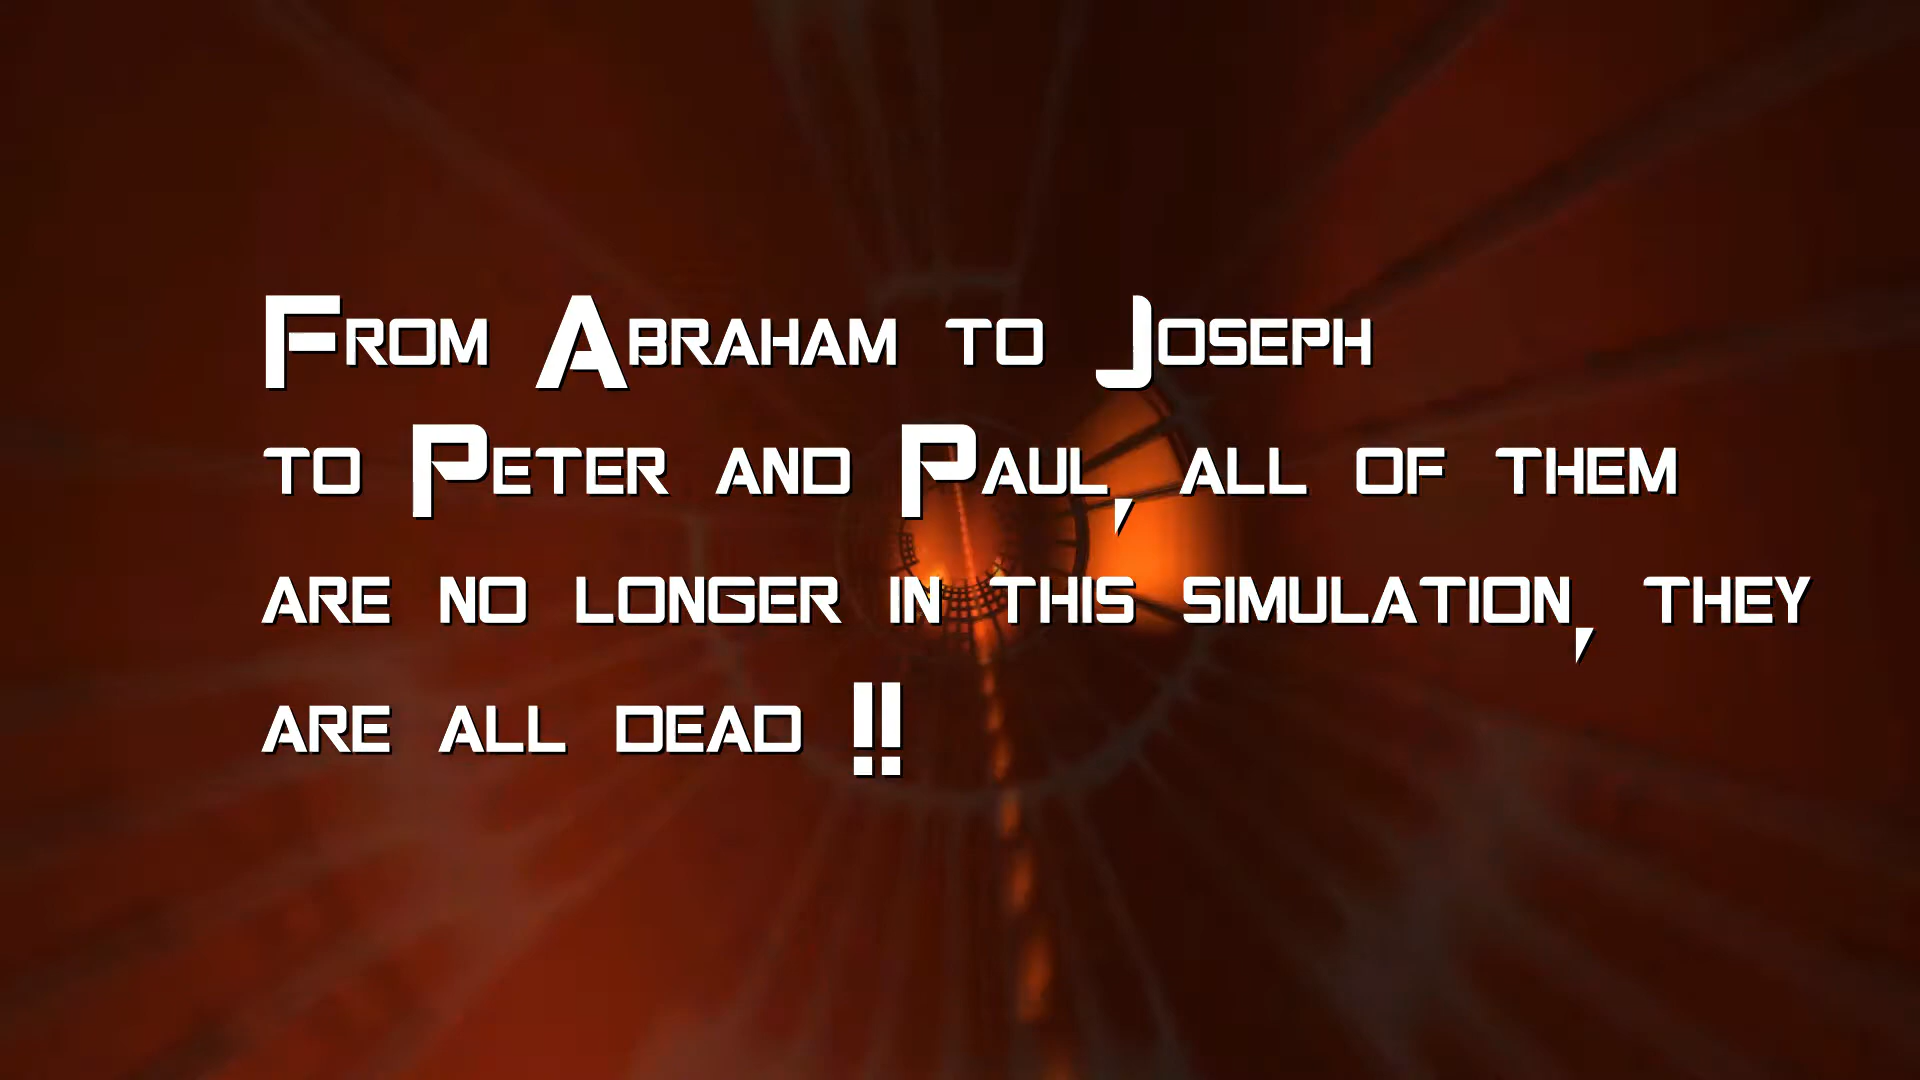 From Abraham to Joseph
to Peter and Paul, all of them
are no longer in this simulation, they
are all dead !!